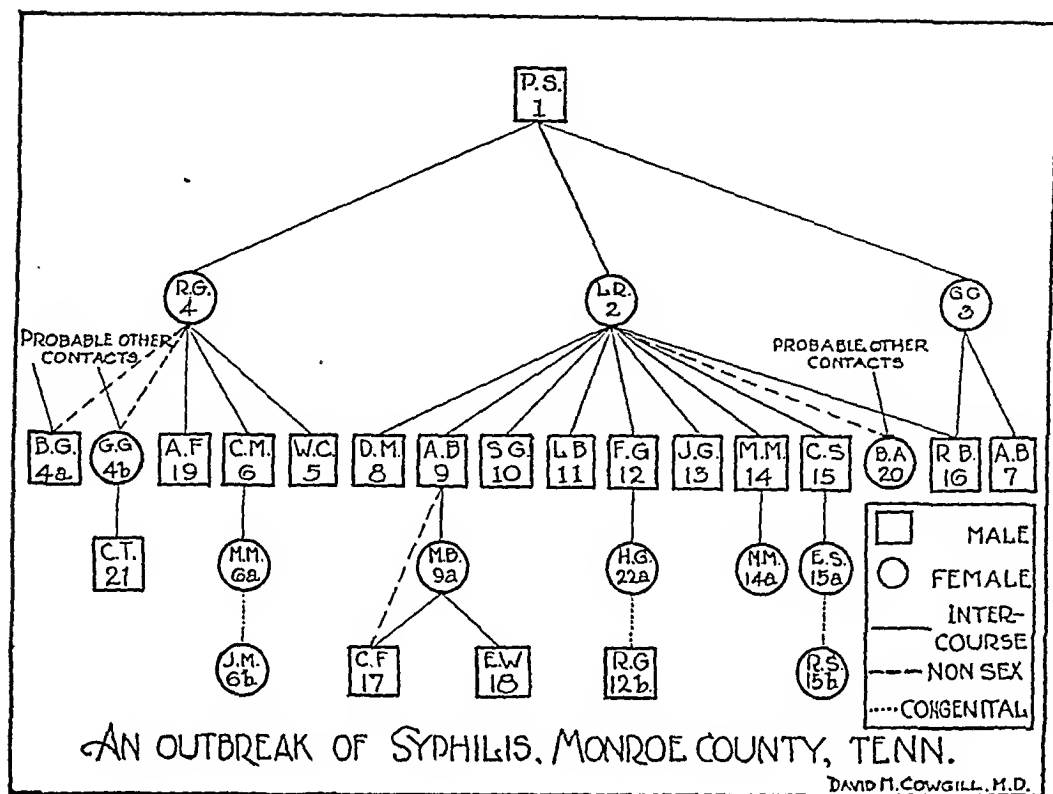 P.S.
1
R.G.
4
L.R.
2
G.G
3
PROBABLE OTHER
CONTACTS
PROBABLE OTHER
CONTACTS
B.G.
4a
G.G
4b
A.F
19
C.M.
6
W.C.
5
D.M.
8
A.B
9
S G.
10
L B
11
F.G
12
J.G.
13
M.M.
14
C.S
15
B.A
20
R B.
16
A.B
7
C.T.
21
M.M.
6a
M.B.
9a
H.G.
22a
M.M.
14a
E.S.
15a
J.M.
6b
C.F
17
E.W
18
R.G
12b.
R.S.
15b
MALE
FEMALE
INTER-
COURSE
NON SEX
CONGENITAL
AN OUTBREAK OF SYPHILIS, MONROE COUNTY, TENN.
DAVID M. COWGILL, M.D.